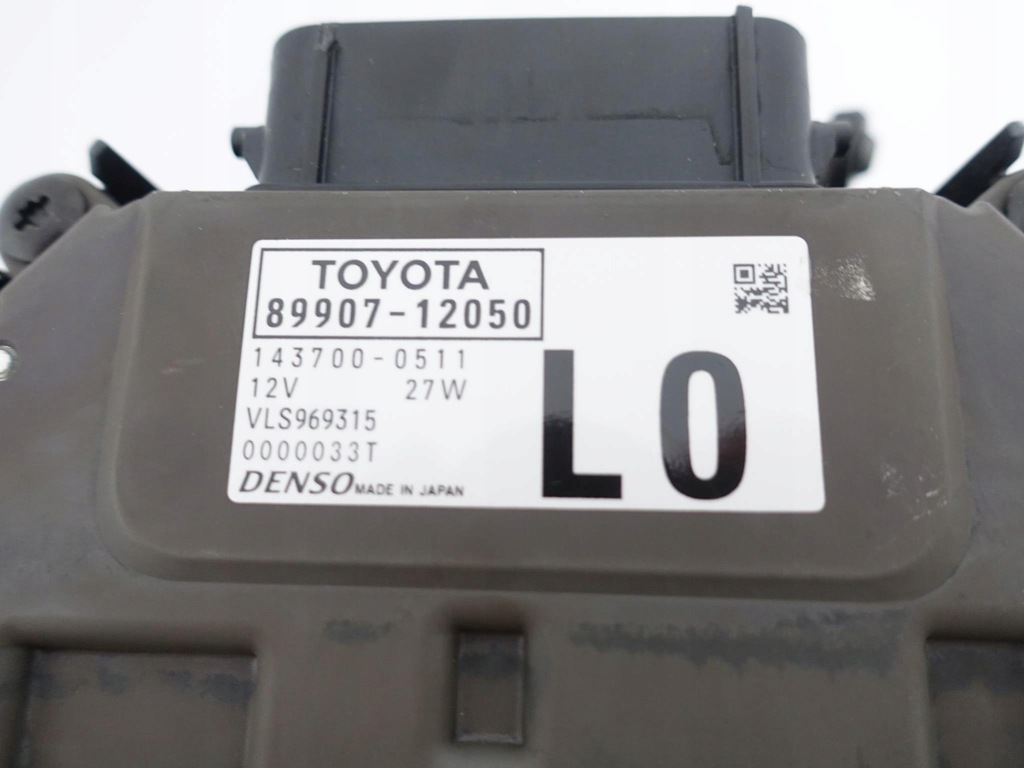 TOYOTA
89907-12050
143700-0511
12V 27W
VLS969315
0000033T
DENSO MADE IN JAPAN
L0